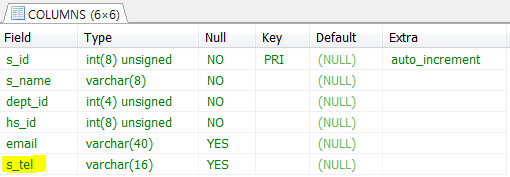 COLUMNS (6×6)
Field Type Null Key Default Extra
s_id int(8) unsigned NO PRI (NULL) auto_increment
s_name varchar(8) NO (NULL)
dept_id int(4) unsigned NO (NULL)
hs_id int(8) unsigned NO (NULL)
email varchar(40) YES (NULL)
s_tel varchar(16) YES (NULL)